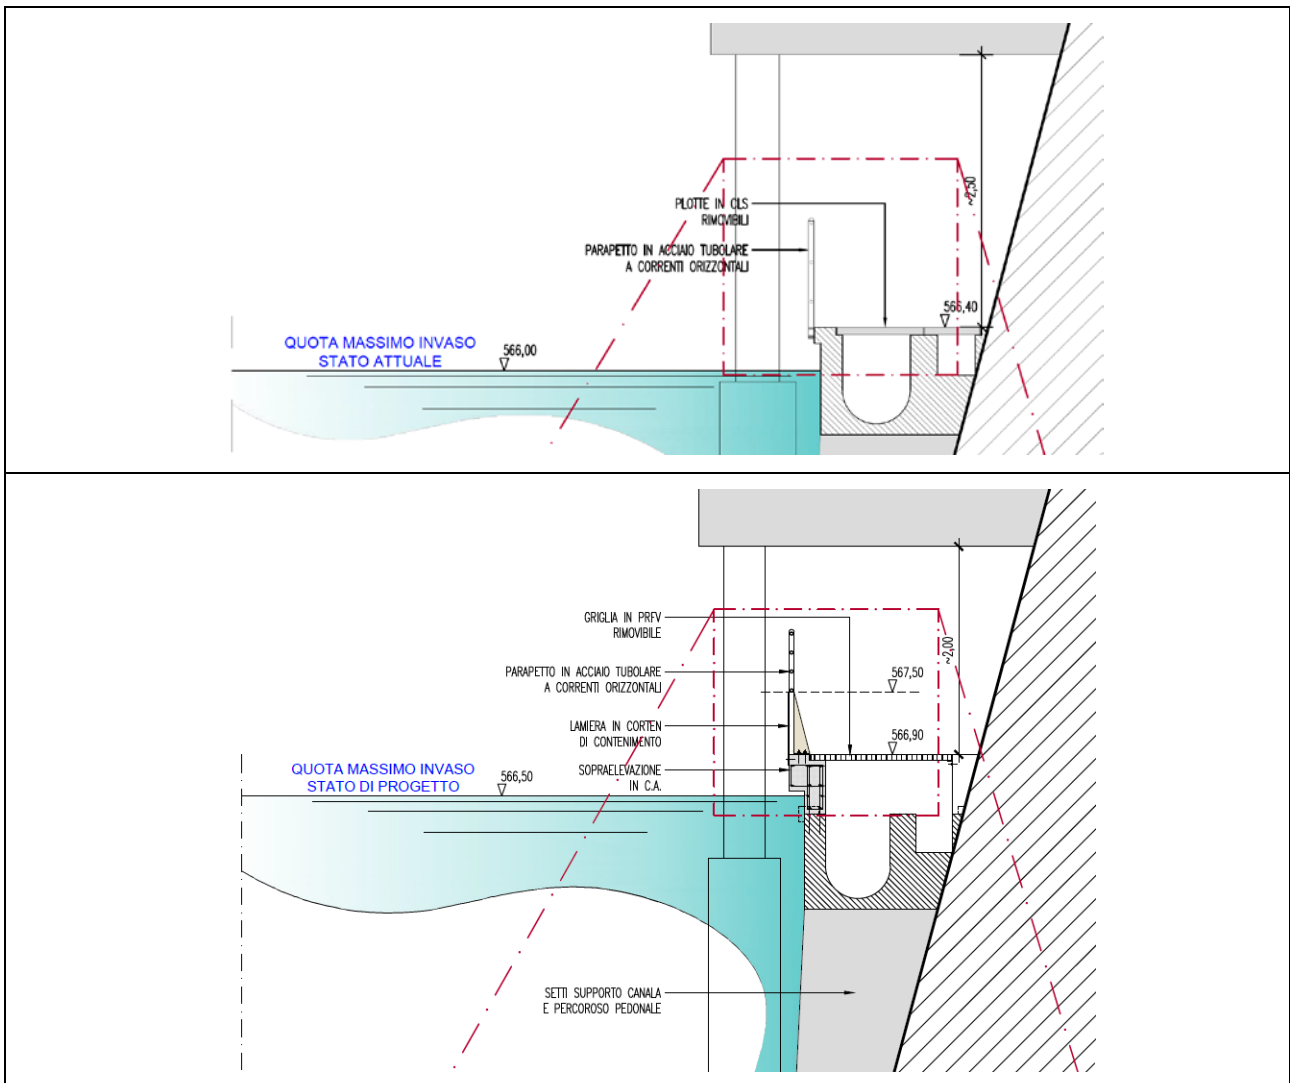 ~2,50
PLOTTE IN CLS
RIMOVIBILI
PARAPETTO IN ACCIAIO TUBOLARE
A CORRENTI ORIZZONTALI
566,40
QUOTA MASSIMO INVASO
STATO ATTUALE
566,00
GRIGLIA IN PRFV
RIMOVIBILE
~2,00
PARAPETTO IN ACCIAIO TUBOLARE
A CORRENTI ORIZZONTALI
567,50
LAMIERA IN CORTEN
DI CONTENIMENTO
566,90
QUOTA MASSIMO INVASO
STATO DI PROGETTO
566,50
SOPRAELEVAZIONE
IN C.A.
SETTI SUPPORTO CANALA
E PERCOROSO PEDONALE